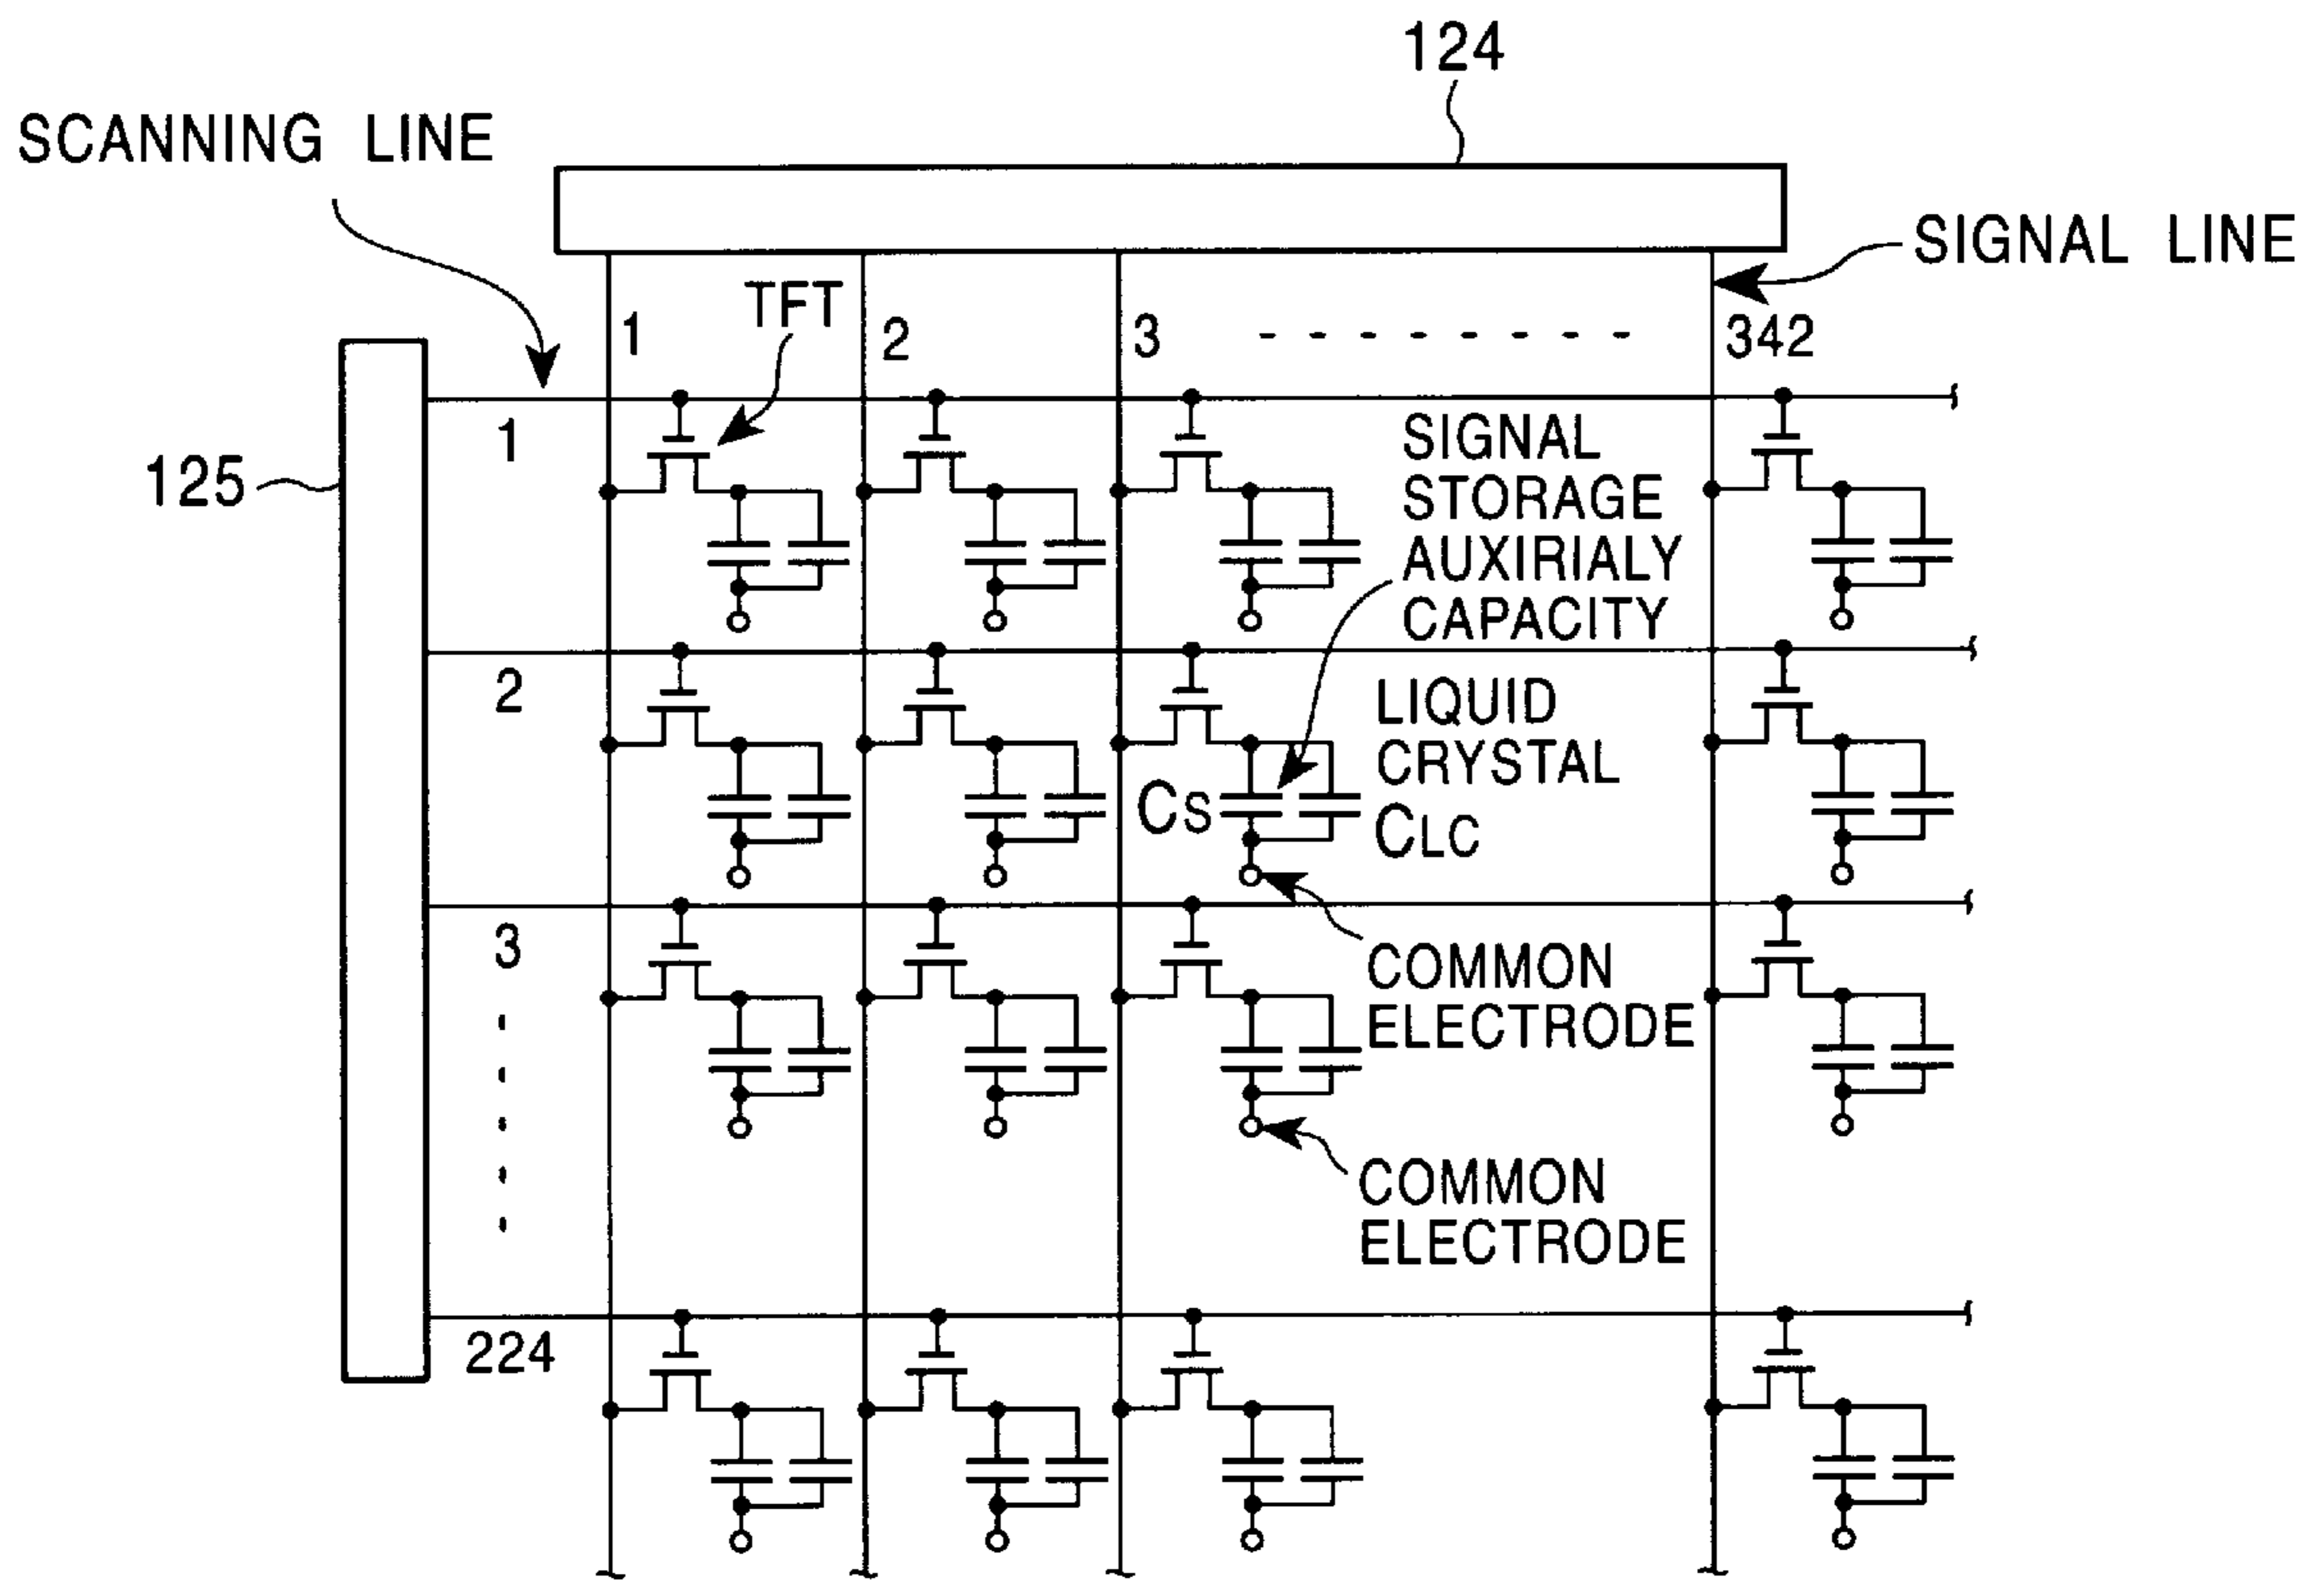 124
SCANNING LINE
SIGNAL LINE
TFT
1 2 3 - - - - - - - - 342
1
125
SIGNAL
STORAGE
AUXIRIALY
CAPACITY
2
LIQUID
CRYSTAL
Cs
CLC
3
COMMON
ELECTRODE
COMMON
ELECTRODE
224